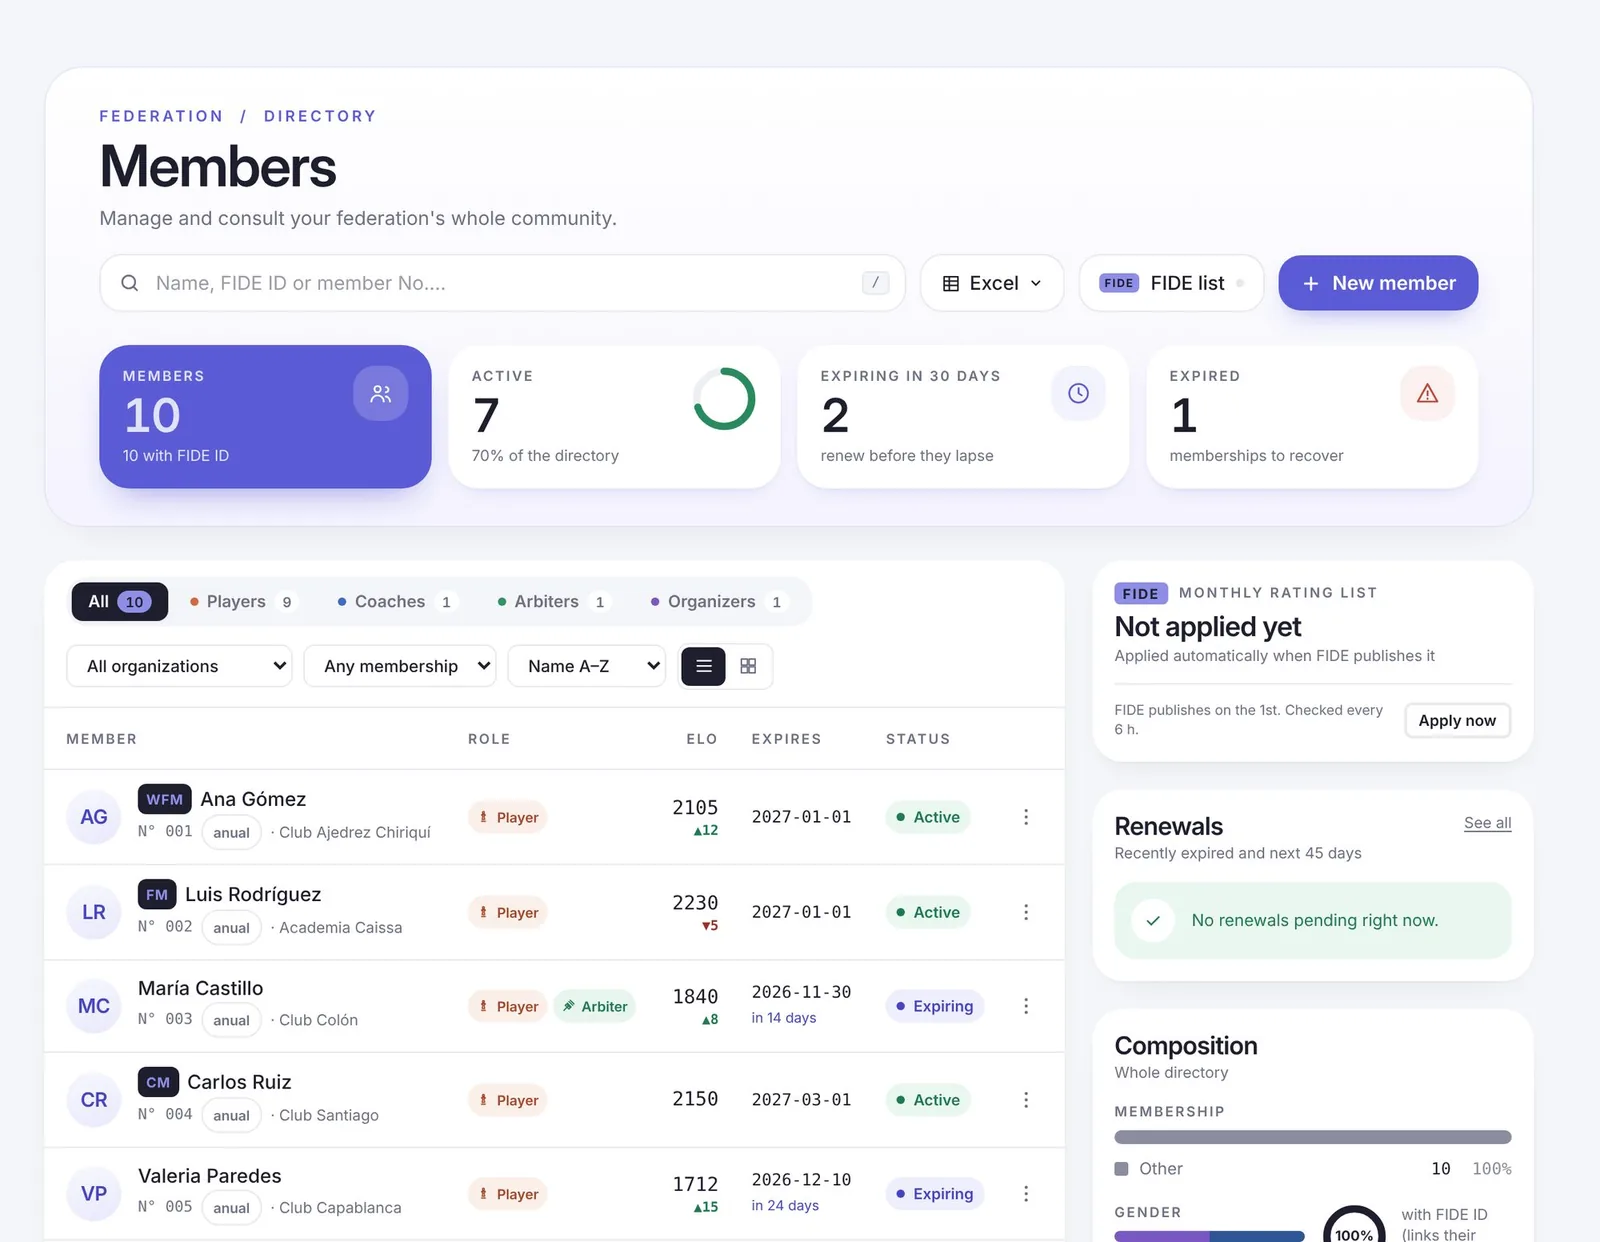 FEDERATION / DIRECTORY
Members
Manage and consult your federation's whole community.
Name, FIDE ID or member No.... /
Excel
FIDE FIDE list
+ New member
MEMBERS
10
10 with FIDE ID
ACTIVE
7
70% of the directory
EXPIRING IN 30 DAYS
2
renew before they lapse
EXPIRED
1
memberships to recover
All 10 Players 9 Coaches 1 Arbiters 1 Organizers 1
All organizations Any membership Name A–Z
MEMBER ROLE ELO EXPIRES STATUS
AG
WFM Ana Gómez
N° 001 anual · Club Ajedrez Chiriquí
Player
2105
▲12
2027-01-01
Active
LR
FM Luis Rodríguez
N° 002 anual · Academia Caissa
Player
2230
▼5
2027-01-01
Active
MC
María Castillo
N° 003 anual · Club Colón
Player Arbiter
1840
▲8
2026-11-30
in 14 days
Expiring
CR
CM Carlos Ruiz
N° 004 anual · Club Santiago
Player
2150
2027-03-01
Active
VP
Valeria Paredes
N° 005 anual · Club Capablanca
Player
1712
▲15
2026-12-10
in 24 days
Expiring
FIDE MONTHLY RATING LIST
Not applied yet
Applied automatically when FIDE publishes it
FIDE publishes on the 1st. Checked every
6 h.
Apply now
Renewals
See all
Recently expired and next 45 days
No renewals pending right now.
Composition
Whole directory
MEMBERSHIP
Other 10 100%
GENDER
100%
with FIDE ID
(links their